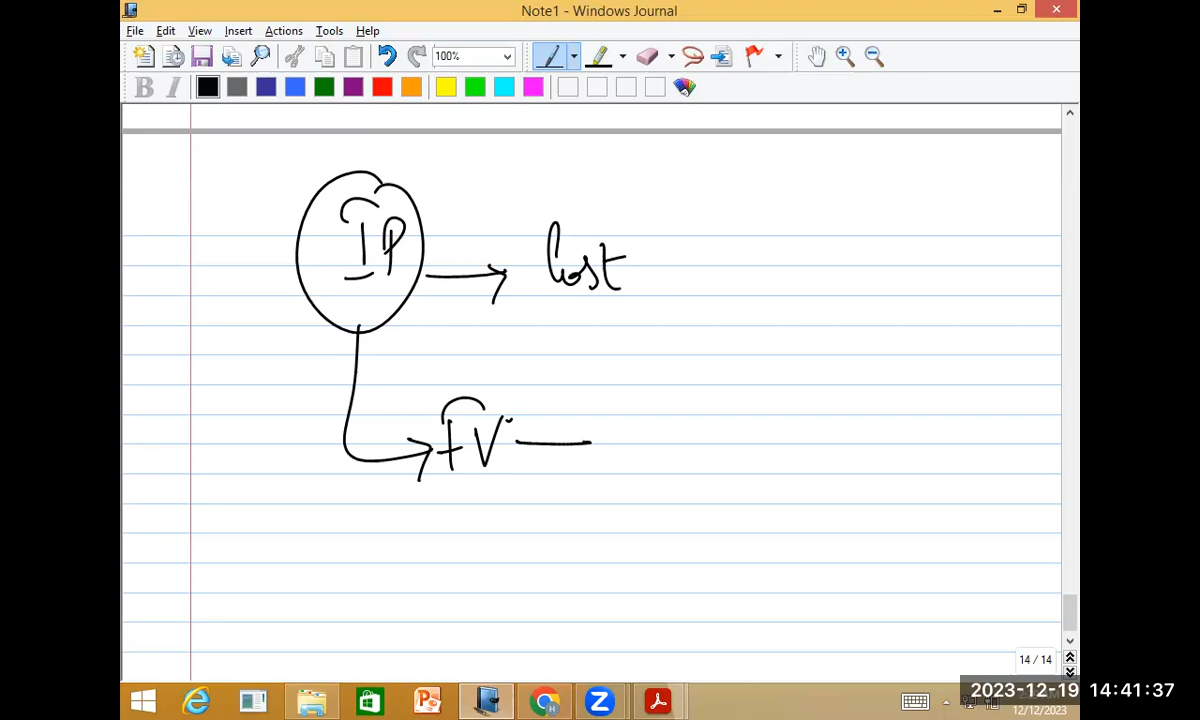 Note1 - Windows Journal
File Edit View Insert Actions Tools Help
100%
B I
IP → Cost
FV
14 / 14
2023-12-19 14:41:37
12/12/2023